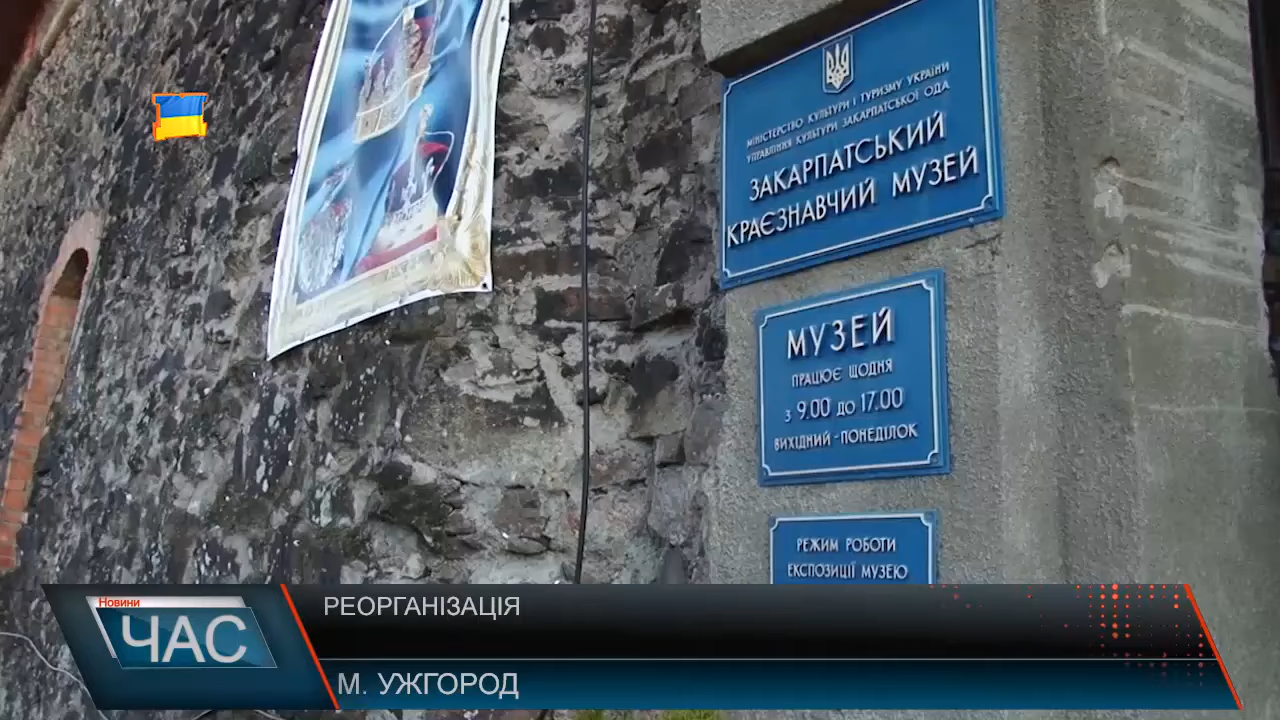 МІНІСТЕРСТВО КУЛЬТУРИ І ТУРИЗМУ УКРАЇНИ
УПРАВЛІННЯ КУЛЬТУРИ ЗАКАРПАТСЬКОЇ ОДА
ЗАКАРПАТСЬКИЙ
КРАЄЗНАВЧИЙ МУЗЕЙ
МУЗЕЙ
ПРАЦЮЄ ЩОДНЯ
з 9.00 до 17.00
ВИХІДНИЙ-ПОНЕДІЛОК
РЕЖИМ РОБОТИ
ЕКСПОЗИЦІЇ МУЗЕЮ
Новини
ЧАС
РЕОРГАНІЗАЦІЯ
М. УЖГОРОД